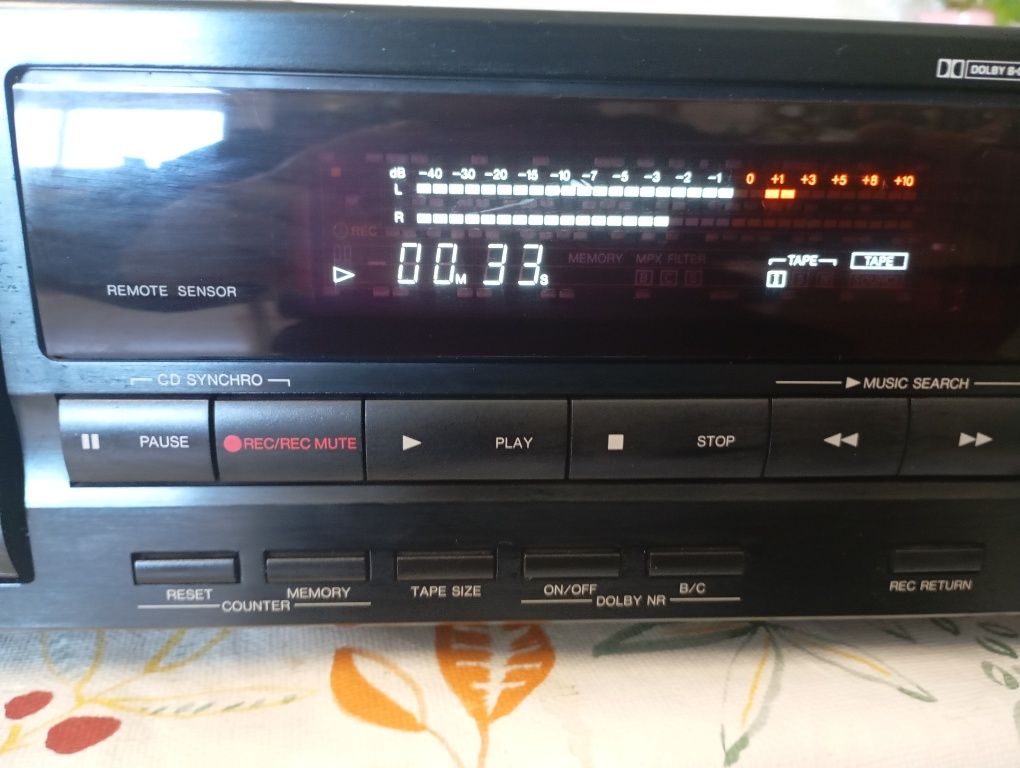 DOLBY B-C
dB -40 -30 -20 -15 -10 -7 -5 -3 -2 -1 0 +1 +3 +5 +8 +10
L
R
REC
00M 33S MEMORY MPX FILTER TAPE TAPE
B C I
REMOTE SENSOR
CD SYNCHRO MUSIC SEARCH
PAUSE REC/REC MUTE PLAY STOP
RESET MEMORY TAPE SIZE ON/OFF B/C REC RETURN
COUNTER DOLBY NR